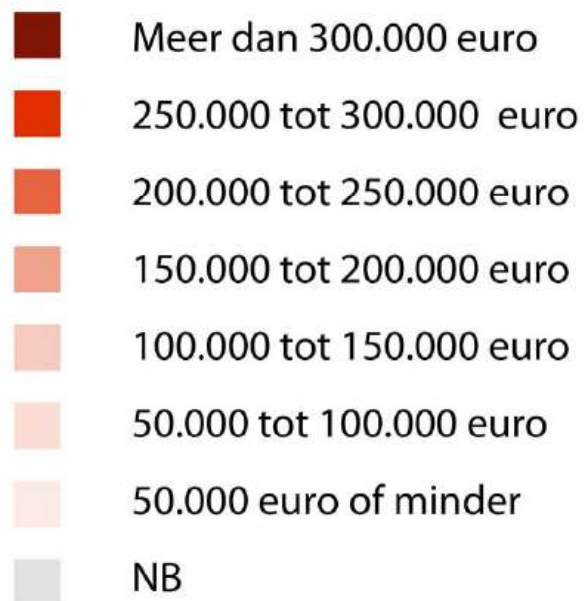 Meer dan 300.000 euro
250.000 tot 300.000 euro
200.000 tot 250.000 euro
150.000 tot 200.000 euro
100.000 tot 150.000 euro
50.000 tot 100.000 euro
50.000 euro of minder
NB